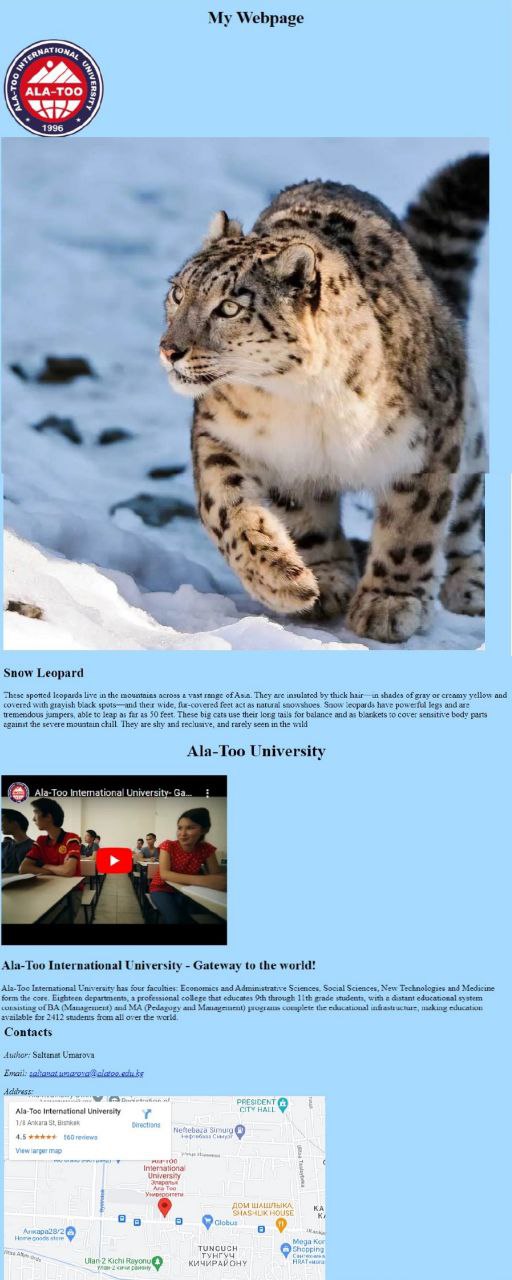 My Webpage
ALA-TOO INTERNATIONAL UNIVERSITY
ALA-TOO
1996
Snow Leopard
These spotted leopards live in the mountains across a vast range of Asia. They are insulated by thick hair—in shades of gray or creamy yellow and
covered with grayish black spots—and their wide, fur-covered feet act as natural snowshoes. Snow leopards have powerful legs and are
tremendous jumpers, able to leap as far as 50 feet. These big cats use their long tails for balance and as blankets to cover sensitive body parts
against the severe mountain chill. They are shy and reclusive, and rarely seen in the wild
Ala-Too University
Ala-Too International University- Ga...
Ala-Too International University - Gateway to the world!
Ala-Too International University has four faculties: Economics and Administrative Sciences, Social Sciences, New Technologies and Medicine
form the core. Eighteen departments, a professional college that educates 9th through 11th grade students, with a distant educational system
consisting of BA (Management) and MA (Pedagogy and Management) programs complete the educational infrastructure, making education
available for 2412 students from all over the world.
Contacts
Author: Saltanat Umarova
Email: saltanat.umarova@alatoo.edu.kg
Address:
Ala-Too International University
1/8 Ankara St, Bishkek
Directions
4.5
560 reviews
View larger map
PRESIDENT
CITY HALL
Neftebaza Simurg
Нефтебаза Симург
Ala-Too
International
University
Ала-Тоо
Университети
Globus
ДОМ ШАШЛЫКА,
SHASHLIK HOUSE
Анкара28/2
Home goods store
Ulan-2 Kichi Rayonu
Улан-2 кичи району
TUNGUCH
ТУНГУЧ
КИЧИРАЙОНУ
Mega Kor
Shopping